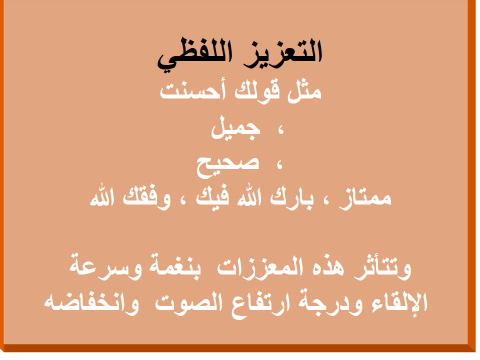 التعزيز اللفظي
مثل قولك أحسنت
، جميل
، صحيح
ممتاز ، بارك الله فيك ، وفقك الله
وتتأثر هذه المعززات بنغمة وسرعة
الإلقاء ودرجة ارتفاع الصوت وانخفاضه